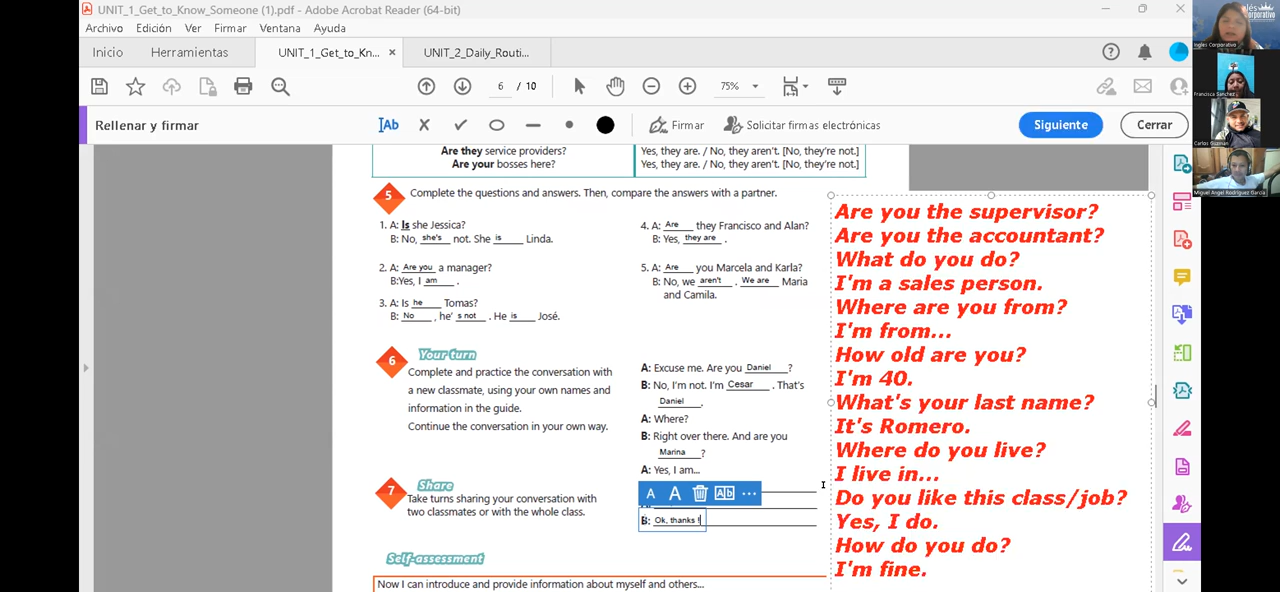 UNIT_1_Get_to_Know_Someone (1).pdf - Adobe Acrobat Reader (64-bit)
Archivo Edición Ver Firmar Ventana Ayuda
Inicio Herramientas UNIT_1_Get_to_Kn... × UNIT_2_Daily_Routi...
6 / 10 75%
Rellenar y firmar
Ab
Firmar
Solicitar firmas electrónicas
Siguiente
Cerrar
Inglés Corporativo
Francisca Sanchez
Carlos Guzman
Miguel Angel Rodriguez Garcia
Are they service providers? Yes, they are. / No, they aren't. [No, they're not.]
Are your bosses here? Yes, they are. / No, they aren't. [No, they're not.]
5 Complete the questions and answers. Then, compare the answers with a partner.
1. A: Is she Jessica?
B: No, she's not. She is Linda.
2. A: Are you a manager?
B:Yes, I am .
3. A: Is he Tomas?
B: No , he' s not . He is José.
4. A: Are they Francisco and Alan?
B: Yes, they are .
5. A: Are you Marcela and Karla?
B: No, we aren't . We are Maria
and Camila.
6 Your turn
Complete and practice the conversation with
a new classmate, using your own names and
information in the guide.
Continue the conversation in your own way.
A: Excuse me. Are you Daniel ?
B: No, I'm not. I'm Cesar . That's
Daniel .
A: Where?
B: Right over there. And are you
Marina ?
A: Yes, I am...
A A Ab ...
B: Ok, thanks !
7 Share
Take turns sharing your conversation with
two classmates or with the whole class.
Self-assessment
Now I can introduce and provide information about myself and others...
Are you the supervisor?
Are you the accountant?
What do you do?
I'm a sales person.
Where are you from?
I'm from...
How old are you?
I'm 40.
What's your last name?
It's Romero.
Where do you live?
I live in...
Do you like this class/job?
Yes, I do.
How do you do?
I'm fine.